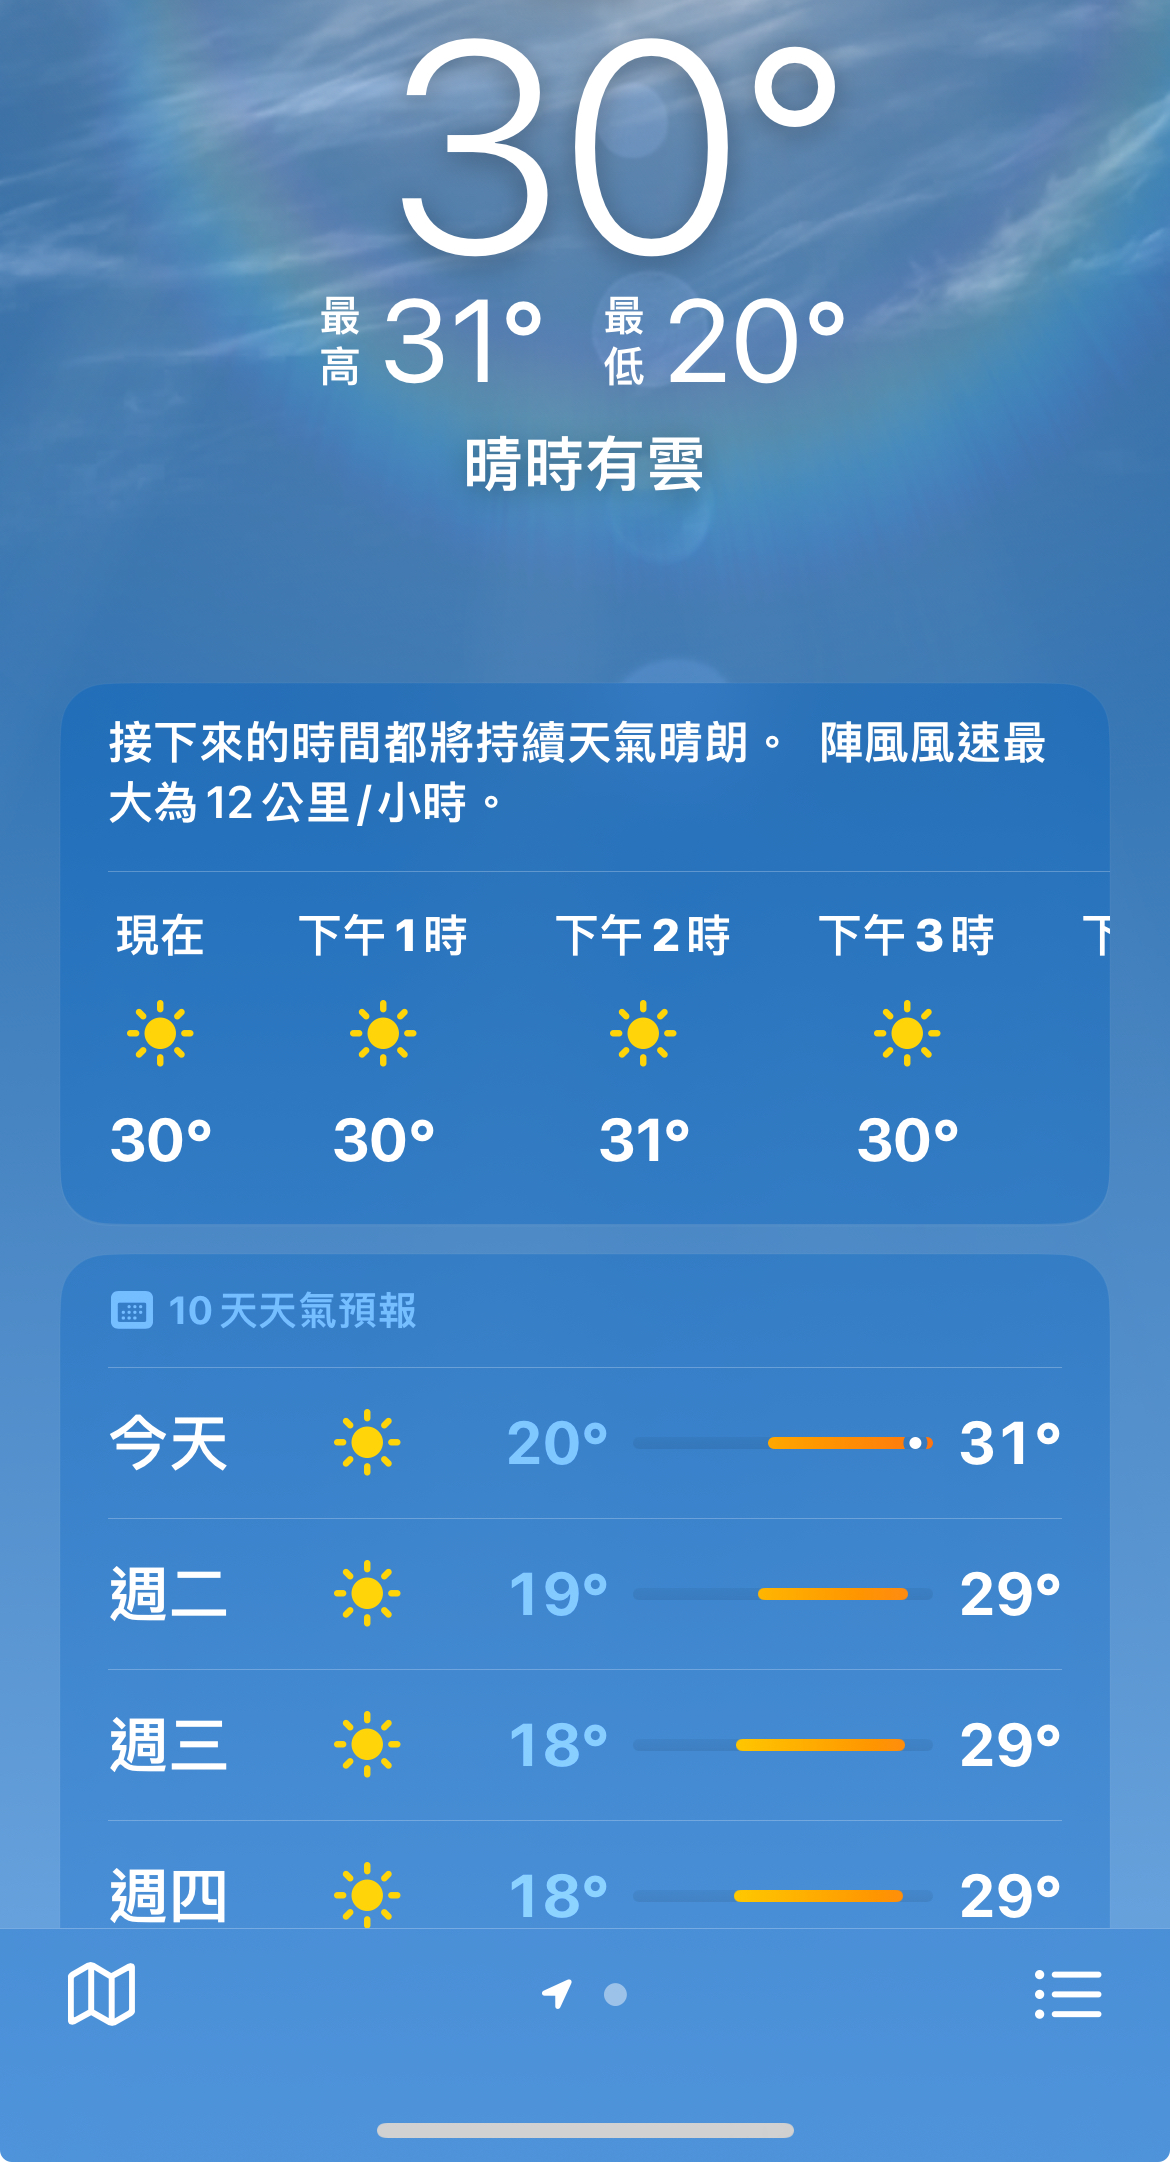 30°
最高 31° 最低 20°
晴時有雲
接下來的時間都將持續天氣晴朗。 陣風風速最
大為 12 公里/小時。
現在 下午 1 時 下午 2 時 下午 3 時 下
30° 30° 31° 30°
10 天天氣預報
今天 20° 31°
週二 19° 29°
週三 18° 29°
週四 18° 29°